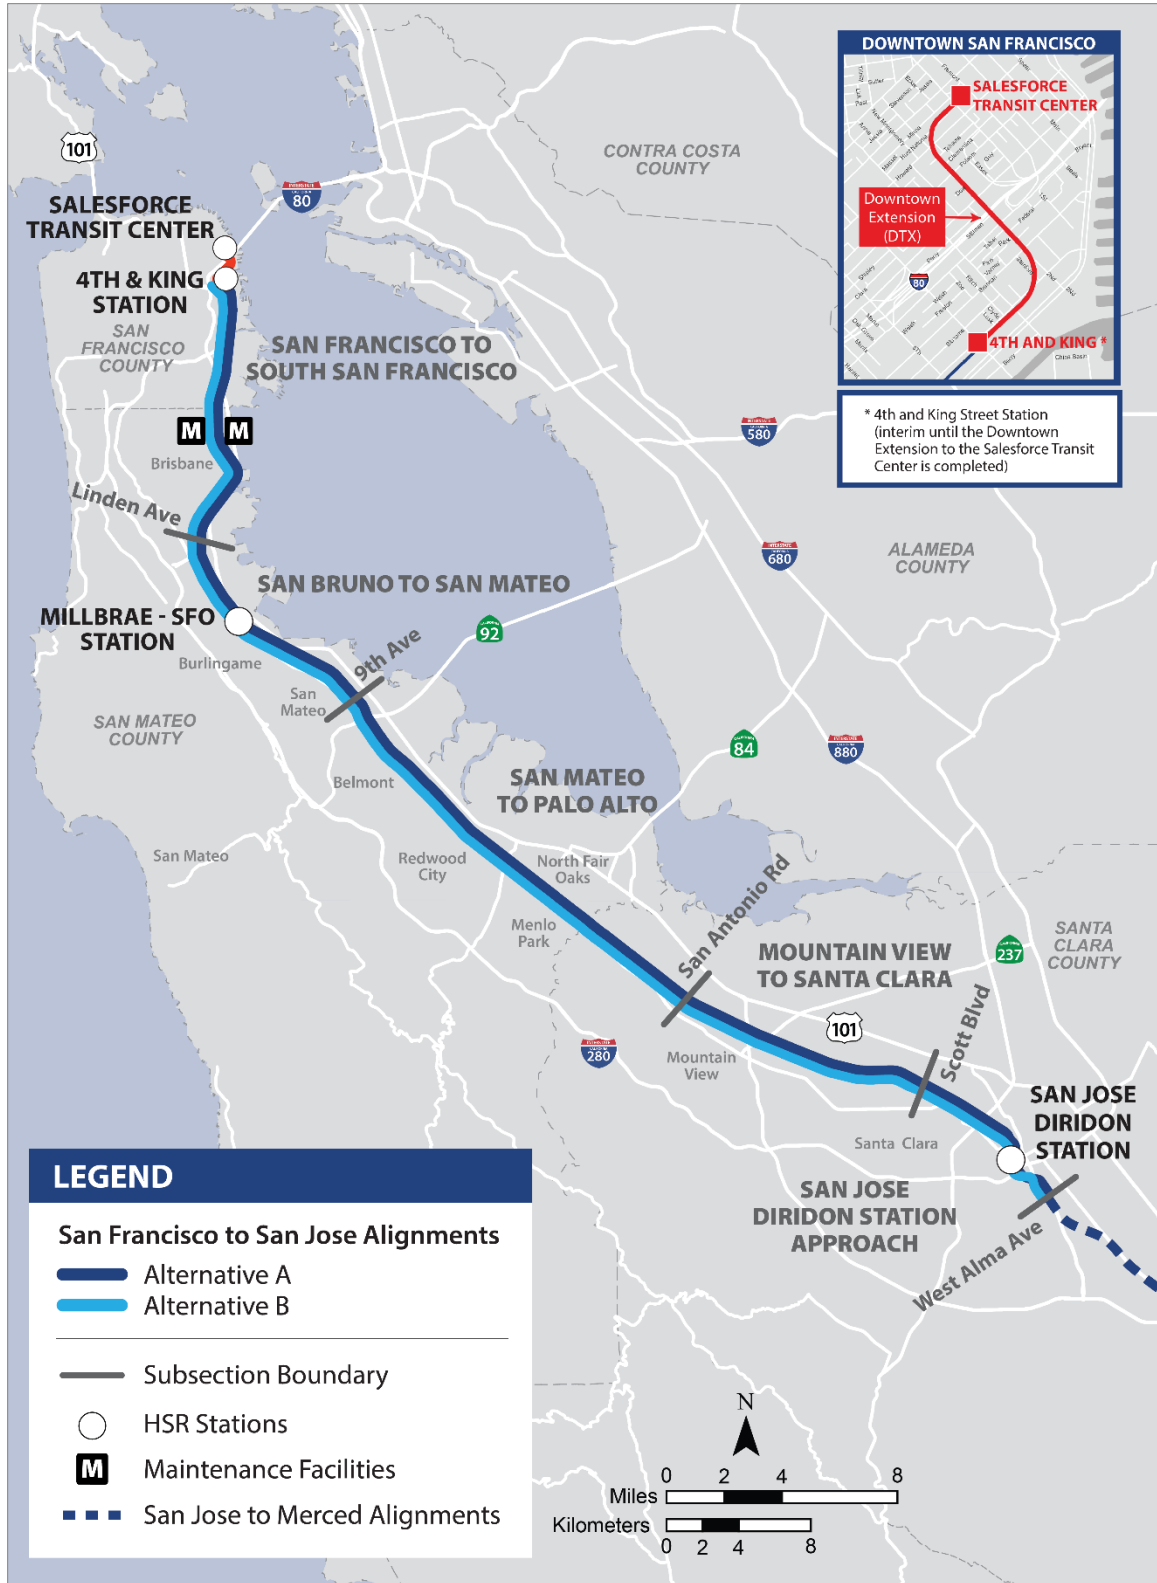 DOWNTOWN SAN FRANCISCO
SALESFORCE
TRANSIT CENTER
Downtown
Extension
(DTX)
80
4TH AND KING *
China Basin
* 4th and King Street Station
(interim until the Downtown
Extension to the Salesforce Transit
Center is completed)
101
CONTRA COSTA
COUNTY
INTERSTATE
CALIFORNIA
80
SALESFORCE
TRANSIT CENTER
4TH & KING
STATION
SAN
FRANCISCO
COUNTY
SAN FRANCISCO TO
SOUTH SAN FRANCISCO
580
M
M
Brisbane
Linden Ave
680
ALAMEDA
COUNTY
SAN BRUNO TO SAN MATEO
MILLBRAE - SFO
STATION
92
9th Ave
Burlingame
San
Mateo
SAN MATEO
COUNTY
84
880
Belmont
SAN MATEO
TO PALO ALTO
San Mateo
Redwood
City
North Fair
Oaks
Menlo
Park
San Antonio Rd
SANTA
CLARA
COUNTY
237
MOUNTAIN VIEW
TO SANTA CLARA
101
280
Mountain
View
Scott Blvd
SAN JOSE
DIRIDON
STATION
Santa Clara
SAN JOSE
DIRIDON STATION
APPROACH
West Alma Ave
LEGEND
San Francisco to San Jose Alignments
Alternative A
Alternative B
Subsection Boundary
HSR Stations
M Maintenance Facilities
San Jose to Merced Alignments
N
0 2 4 8
Miles
Kilometers
0 2 4 8